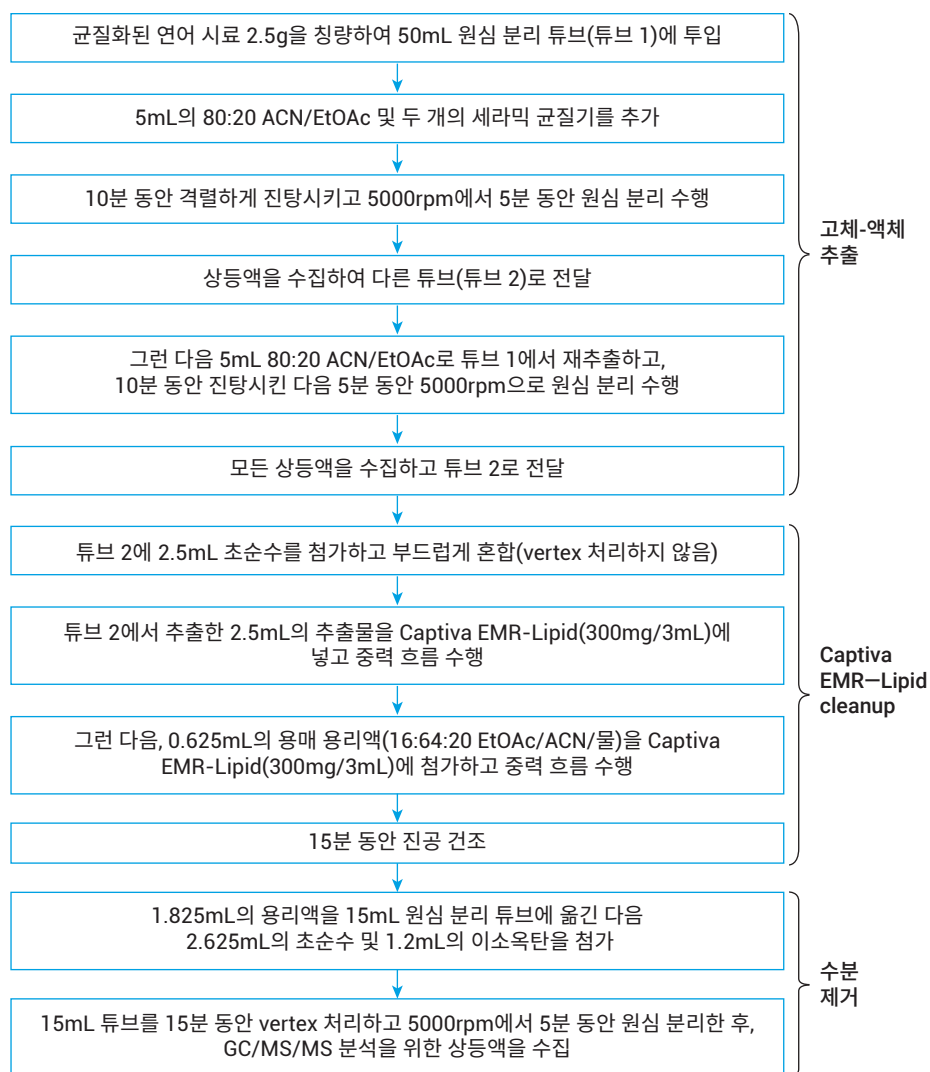 균질화된 연어 시료 2.5g을 칭량하여 50mL 원심 분리 튜브(튜브 1)에 투입
5mL의 80:20 ACN/EtOAc 및 두 개의 세라믹 균질기를 추가
10분 동안 격렬하게 진탕시키고 5000rpm에서 5분 동안 원심 분리 수행
상등액을 수집하여 다른 튜브(튜브 2)로 전달
그런 다음 5mL 80:20 ACN/EtOAc로 튜브 1에서 재추출하고,
10분 동안 진탕시킨 다음 5분 동안 5000rpm으로 원심 분리 수행
모든 상등액을 수집하고 튜브 2로 전달
고체-액체
추출
튜브 2에 2.5mL 초순수를 첨가하고 부드럽게 혼합(vertex 처리하지 않음)
튜브 2에서 추출한 2.5mL의 추출물을 Captiva EMR-Lipid(300mg/3mL)에
넣고 중력 흐름 수행
그런 다음, 0.625mL의 용매 용리액(16:64:20 EtOAc/ACN/물)을 Captiva
EMR-Lipid(300mg/3mL)에 첨가하고 중력 흐름 수행
15분 동안 진공 건조
Captiva
EMR—Lipid
cleanup
1.825mL의 용리액을 15mL 원심 분리 튜브에 옮긴 다음
2.625mL의 초순수 및 1.2mL의 이소옥탄을 첨가
15mL 튜브를 15분 동안 vertex 처리하고 5000rpm에서 5분 동안 원심 분리한 후,
GC/MS/MS 분석을 위한 상등액을 수집
수분
제거